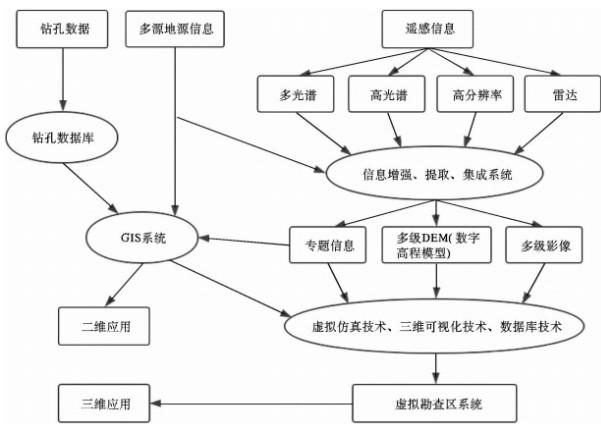 钻孔数据
多源地源信息
遥感信息
多光谱
高光谱
高分辨率
雷达
钻孔数据库
信息增强、提取、集成系统
GIS系统
专题信息
多级DEM(数字
高程模型)
多级影像
二维应用
虚拟仿真技术、三维可视化技术、数据库技术
三维应用
虚拟勘查区系统